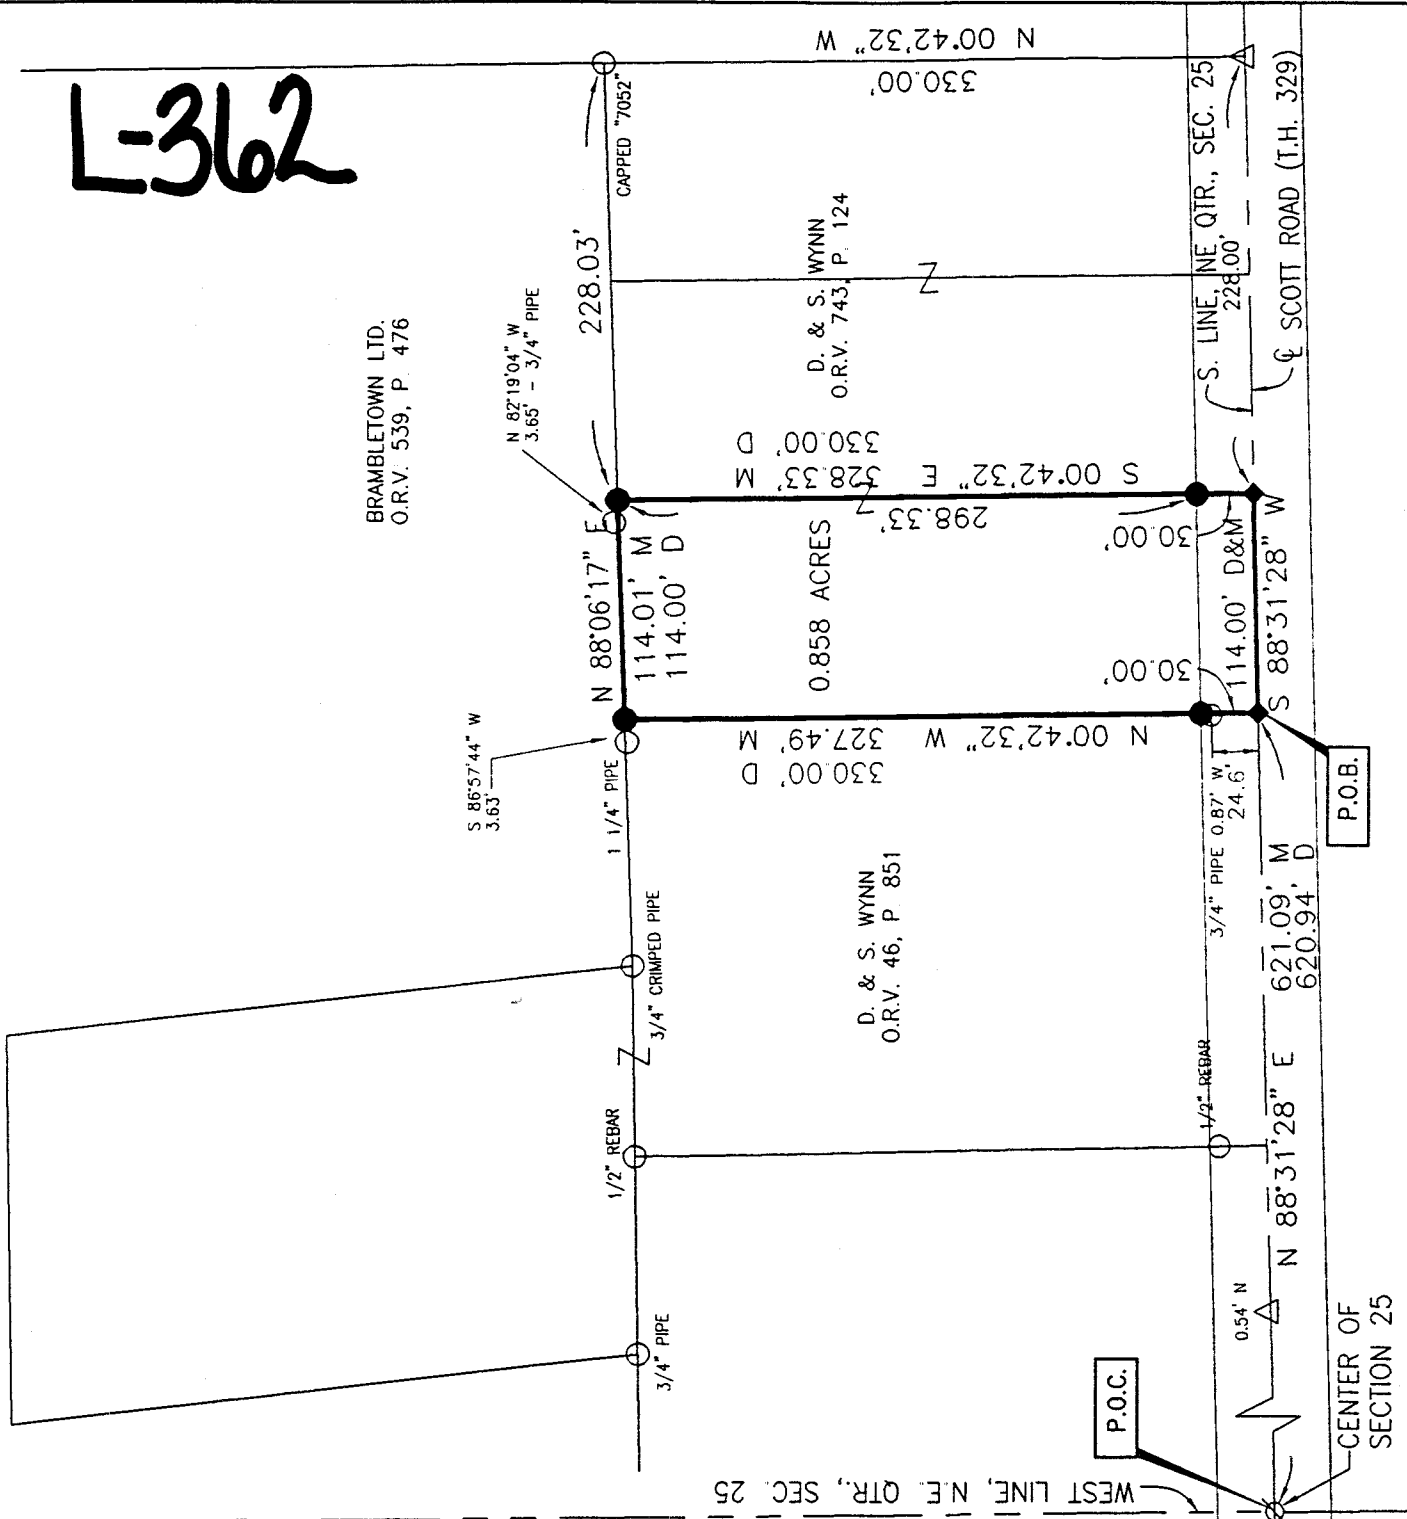 L-362
N 00°42'32" W
330.00'
CAPPED "7052"
228.03'
BRAMBLETOWN LTD.
O.R.V. 539, P. 476
N 82°19'04" W
3.65' - 3/4" PIPE
D. & S. WYNN
O.R.V. 743, P. 124
S. LINE, NE QTR., SEC. 25
228.00'
℄ SCOTT ROAD (T.H. 329)
330.00' D
328.33' M
S 00°42'32" E
298.33'
30.00'
N 88°06'17" E
114.01' M
114.00' D
0.858 ACRES
114.00' D&M
S 88°31'28" W
30.00'
N 00°42'32" W
327.49' M
330.00' D
S 86°57'44" W
3.63'
1 1/4" PIPE
3/4" PIPE 0.87' W
24.6'
P.O.B.
D. & S. WYNN
O.R.V. 46, P 851
3/4" CRIMPED PIPE
N 88°31'28" E
621.09' M
620.94' D
1/2" REBAR
1/2" REBAR
3/4" PIPE
0.54' N
P.O.C.
CENTER OF
SECTION 25
WEST LINE, N.E. QTR., SEC. 25